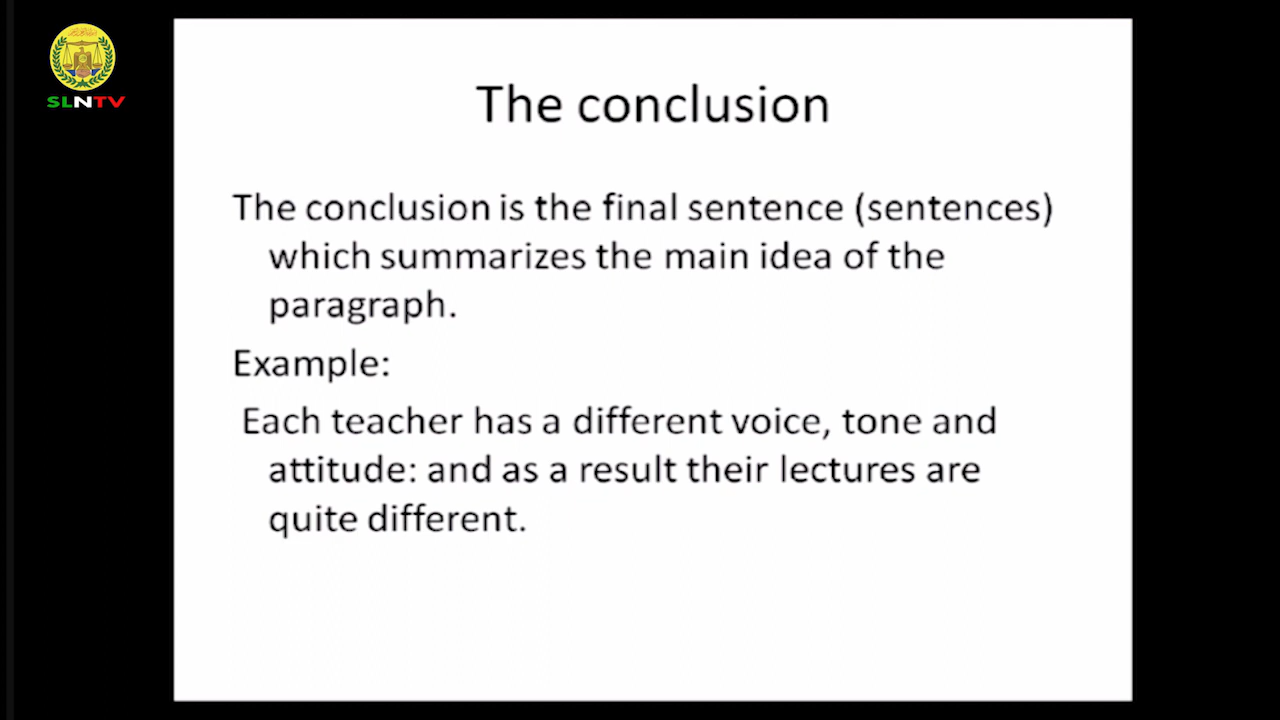 SLNTV
The conclusion
The conclusion is the final sentence (sentences)
which summarizes the main idea of the
paragraph.
Example:
Each teacher has a different voice, tone and
attitude: and as a result their lectures are
quite different.